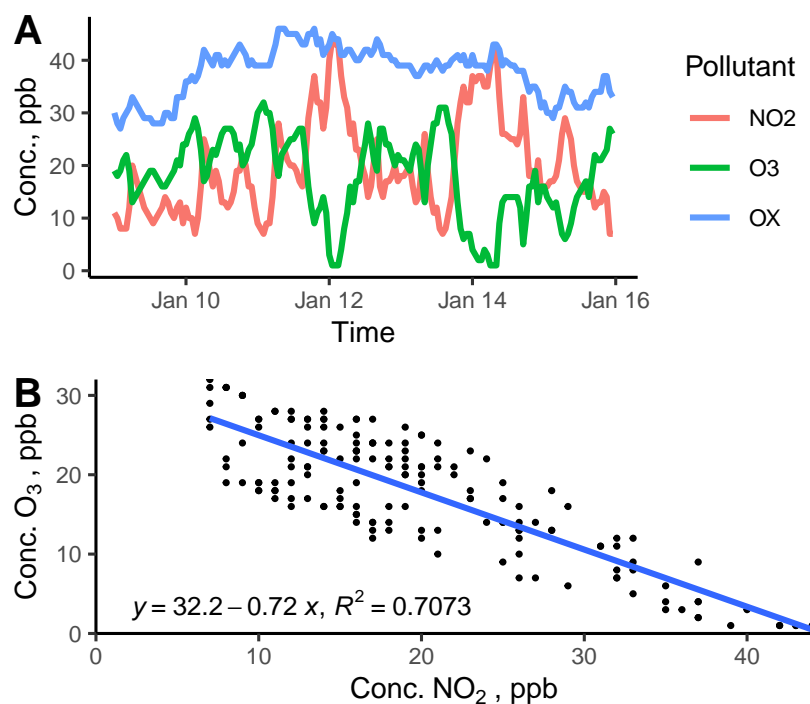 A
Conc., ppb
40
30
20
10
0
Jan 10
Jan 12
Jan 14
Jan 16
Time
Pollutant
NO2
O3
OX
B
Conc. O₃ , ppb
30
20
10
0
y = 32.2 − 0.72 x, R² = 0.7073
0
10
20
30
40
Conc. NO₂ , ppb